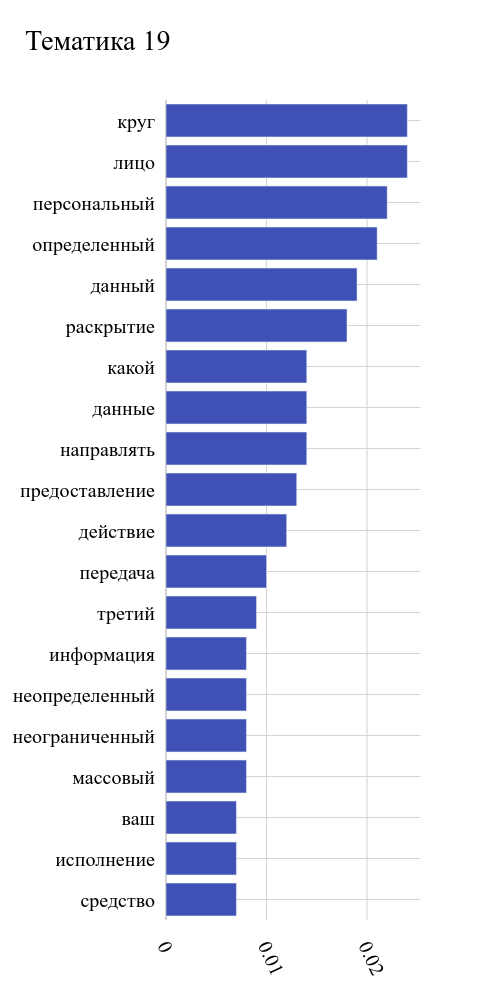 Тематика 19
круг
лицо
персональный
определенный
данный
раскрытие
какой
данные
направлять
предоставление
действие
передача
третий
информация
неопределенный
неограниченный
массовый
ваш
исполнение
средство
0
0.01
0.02